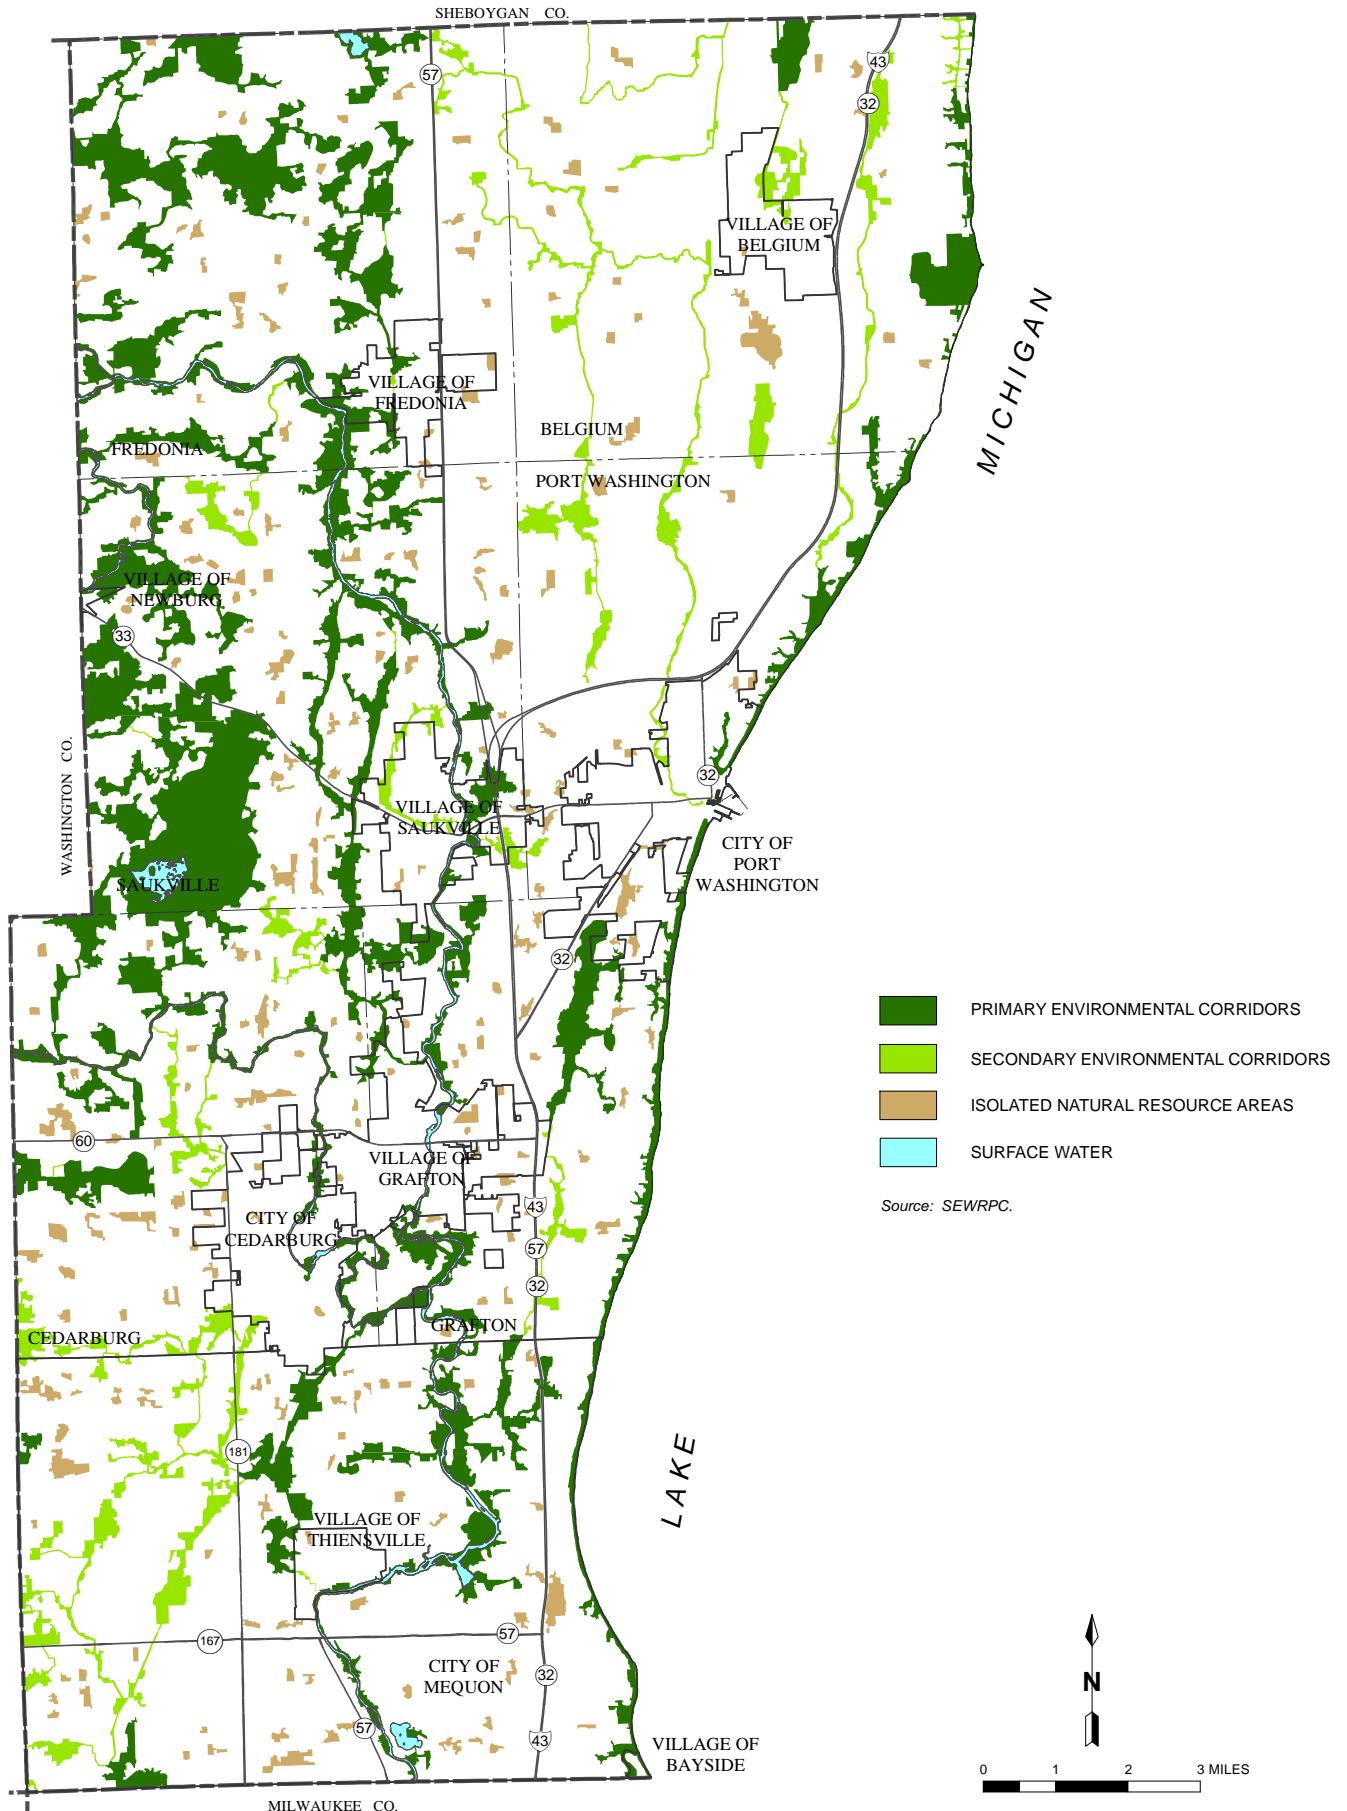 SHEBOYGAN CO.
57
43
32
VILLAGE OF
BELGIUM
MICHIGAN
VILLAGE OF
FREDONIA
FREDONIA
BELGIUM
PORT WASHINGTON
VILLAGE OF
NEWBURG
33
WASHINGTON CO.
32
VILLAGE OF
SAUKVILLE
CITY OF
PORT
WASHINGTON
SAUKVILLE
32
PRIMARY ENVIRONMENTAL CORRIDORS
SECONDARY ENVIRONMENTAL CORRIDORS
ISOLATED NATURAL RESOURCE AREAS
SURFACE WATER
Source: SEWRPC.
60
VILLAGE OF
GRAFTON
43
CITY OF
CEDARBURG
57
32
GRAFTON
CEDARBURG
181
LAKE
VILLAGE OF
THIENSVILLE
167
57
CITY OF
MEQUON
32
57
43
VILLAGE OF
BAYSIDE
N
0 1 2 3 MILES
MILWAUKEE CO.